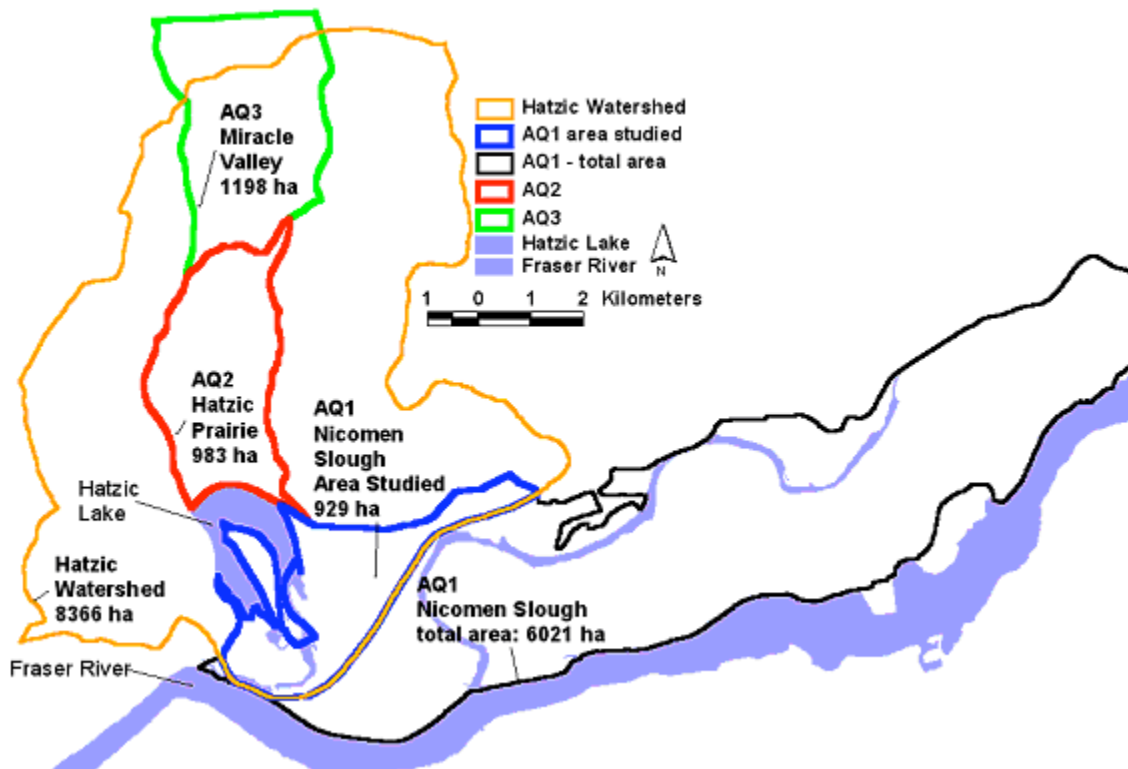 AQ3
Miracle
Valley
1198 ha
Hatzic Watershed
AQ1 area studied
AQ1 - total area
AQ2
AQ3
Hatzic Lake
Fraser River
N
1 0 1 2 Kilometers
AQ2
Hatzic
Prairie
983 ha
AQ1
Nicomen
Slough
Area Studied
929 ha
Hatzic
Lake
Hatzic
Watershed
8366 ha
AQ1
Nicomen Slough
total area: 6021 ha
Fraser River